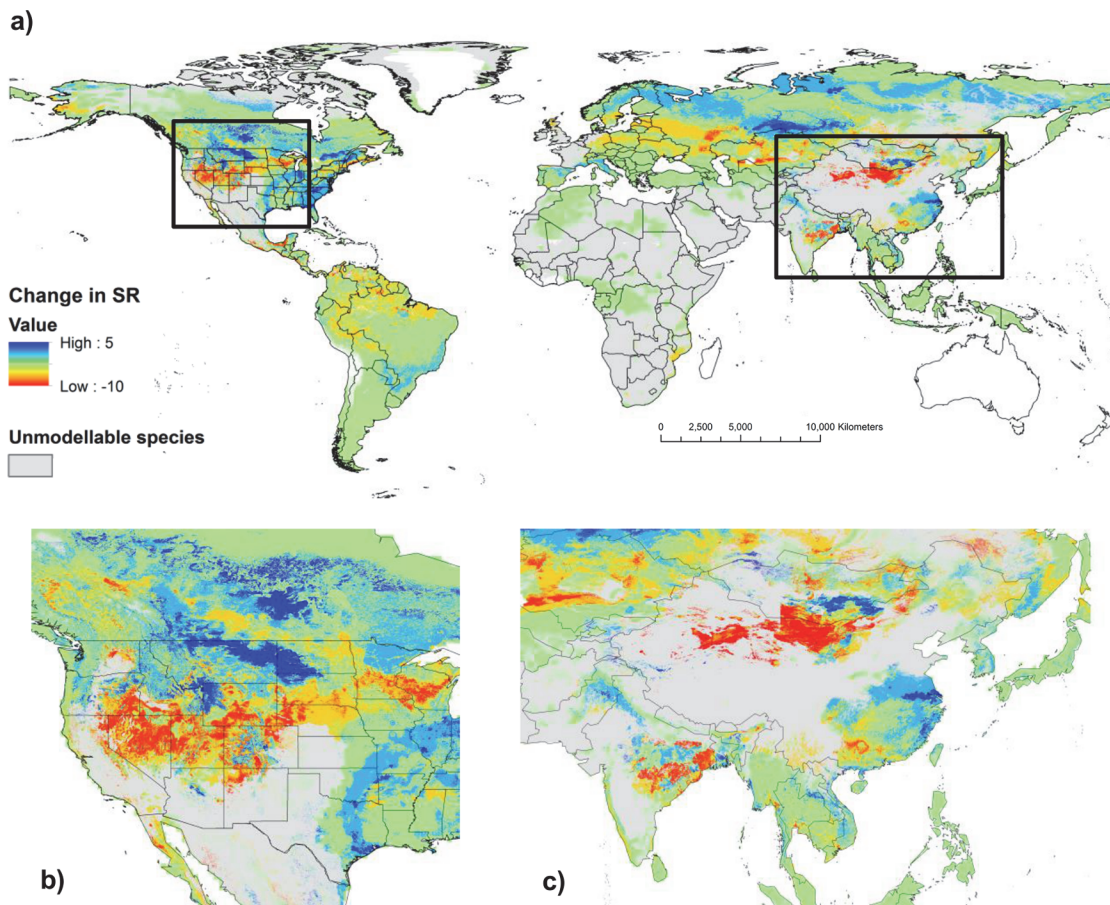 a)
Change in SR
Value
High : 5
Low : -10
Unmodellable species
0 2,500 5,000 10,000 Kilometers
b)
c)